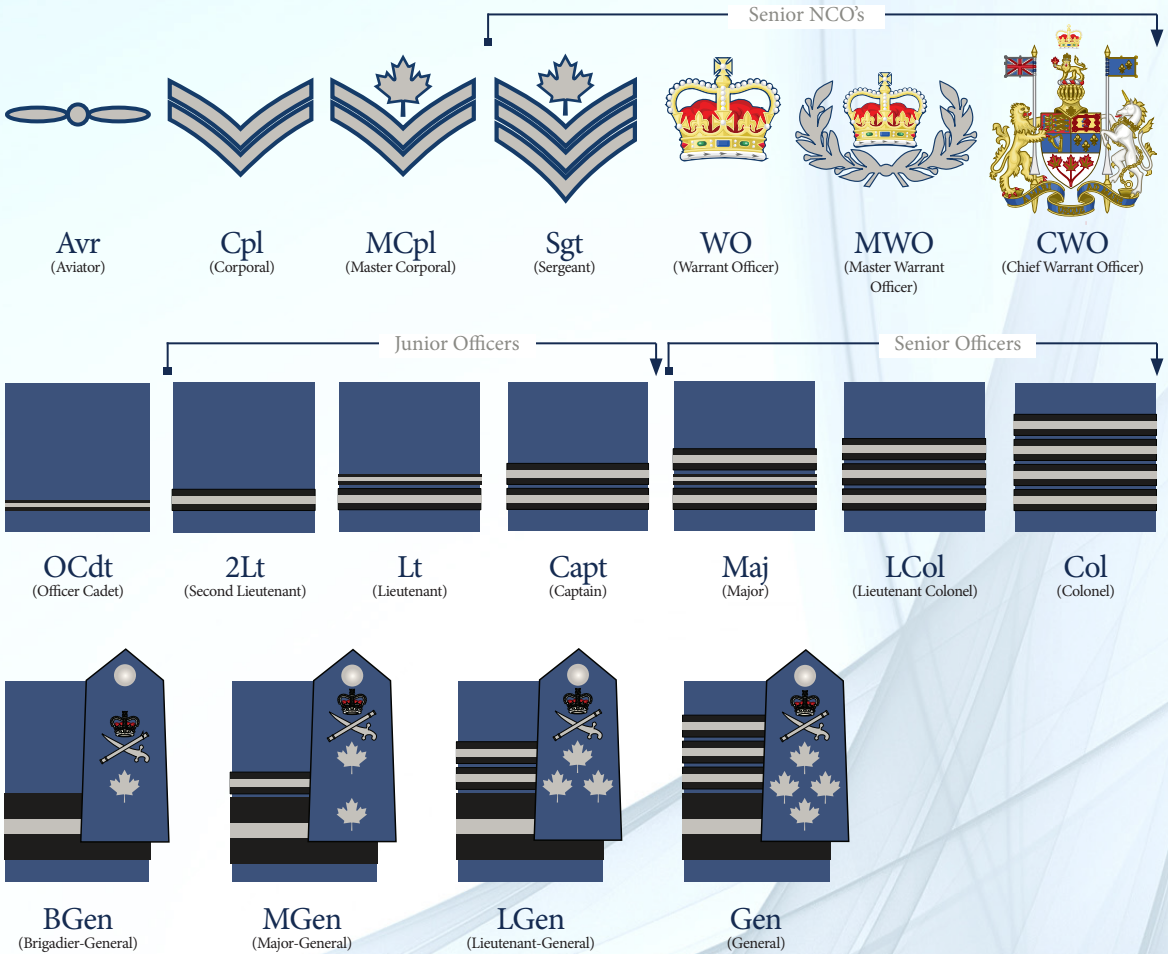 Senior NCO's
Avr
(Aviator)
Cpl
(Corporal)
MCpl
(Master Corporal)
Sgt
(Sergeant)
WO
(Warrant Officer)
MWO
(Master Warrant
Officer)
CWO
(Chief Warrant Officer)
Junior Officers
Senior Officers
OCdt
(Officer Cadet)
2Lt
(Second Lieutenant)
Lt
(Lieutenant)
Capt
(Captain)
Maj
(Major)
LCol
(Lieutenant Colonel)
Col
(Colonel)
BGen
(Brigadier-General)
MGen
(Major-General)
LGen
(Lieutenant-General)
Gen
(General)